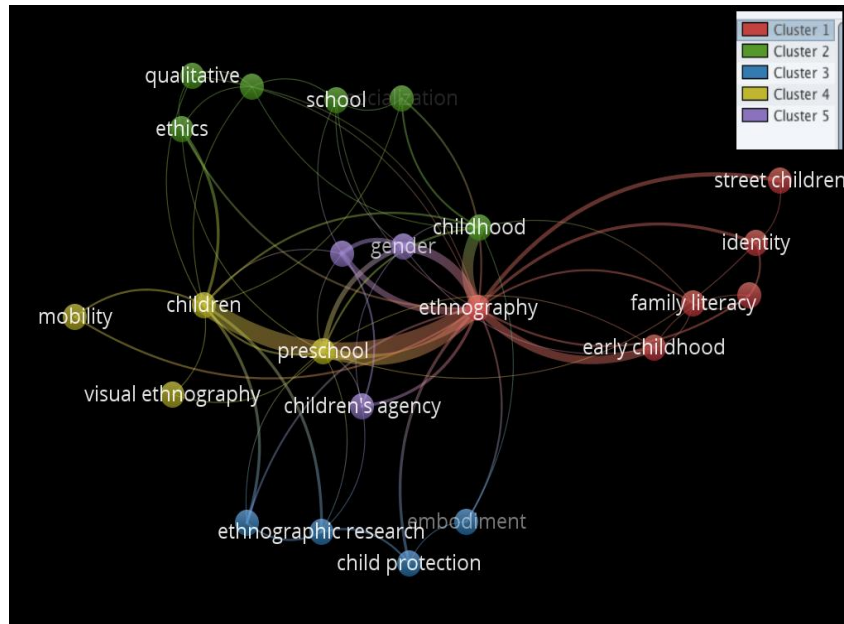 Cluster 1
Cluster 2
Cluster 3
Cluster 4
Cluster 5
qualitative
school
ethics
street children
childhood
identity
gender
children
ethnography
family literacy
mobility
preschool
early childhood
visual ethnography
children's agency
embodiment
ethnographic research
child protection